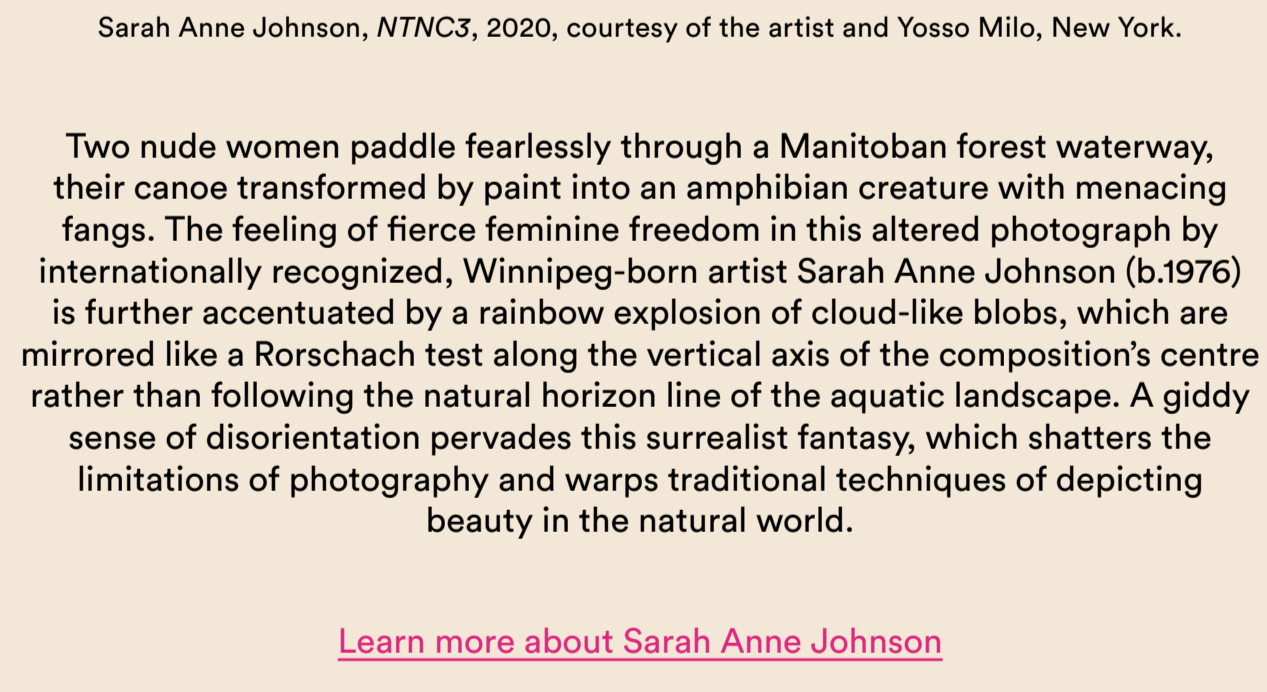 Sarah Anne Johnson, NTNC3, 2020, courtesy of the artist and Yosso Milo, New York.
Two nude women paddle fearlessly through a Manitoban forest waterway,
their canoe transformed by paint into an amphibian creature with menacing
fangs. The feeling of fierce feminine freedom in this altered photograph by
internationally recognized, Winnipeg-born artist Sarah Anne Johnson (b.1976)
is further accentuated by a rainbow explosion of cloud-like blobs, which are
mirrored like a Rorschach test along the vertical axis of the composition’s centre
rather than following the natural horizon line of the aquatic landscape. A giddy
sense of disorientation pervades this surrealist fantasy, which shatters the
limitations of photography and warps traditional techniques of depicting
beauty in the natural world.
Learn more about Sarah Anne Johnson